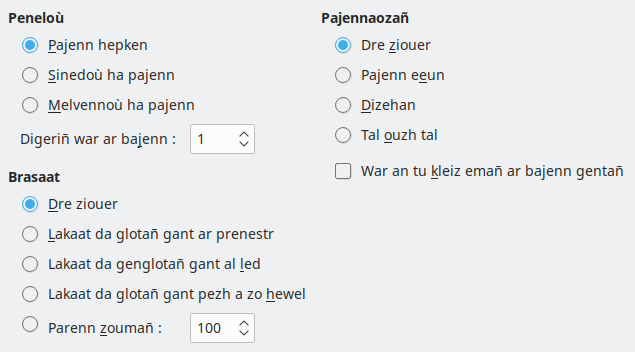 Peneloù
Pajenn hepken
Sinedoù ha pajenn
Melvennoù ha pajenn
Digeriñ war ar bajenn : 1
Brasaat
Dre ziouer
Lakaat da glotañ gant ar prenestr
Lakaat da genglotañ gant al led
Lakaat da glotañ gant pezh a zo hewel
Parenn zoumañ : 100
Pajennaozañ
Dre ziouer
Pajenn eeun
Dizehan
Tal ouzh tal
War an tu kleiz emañ ar bajenn gentañ